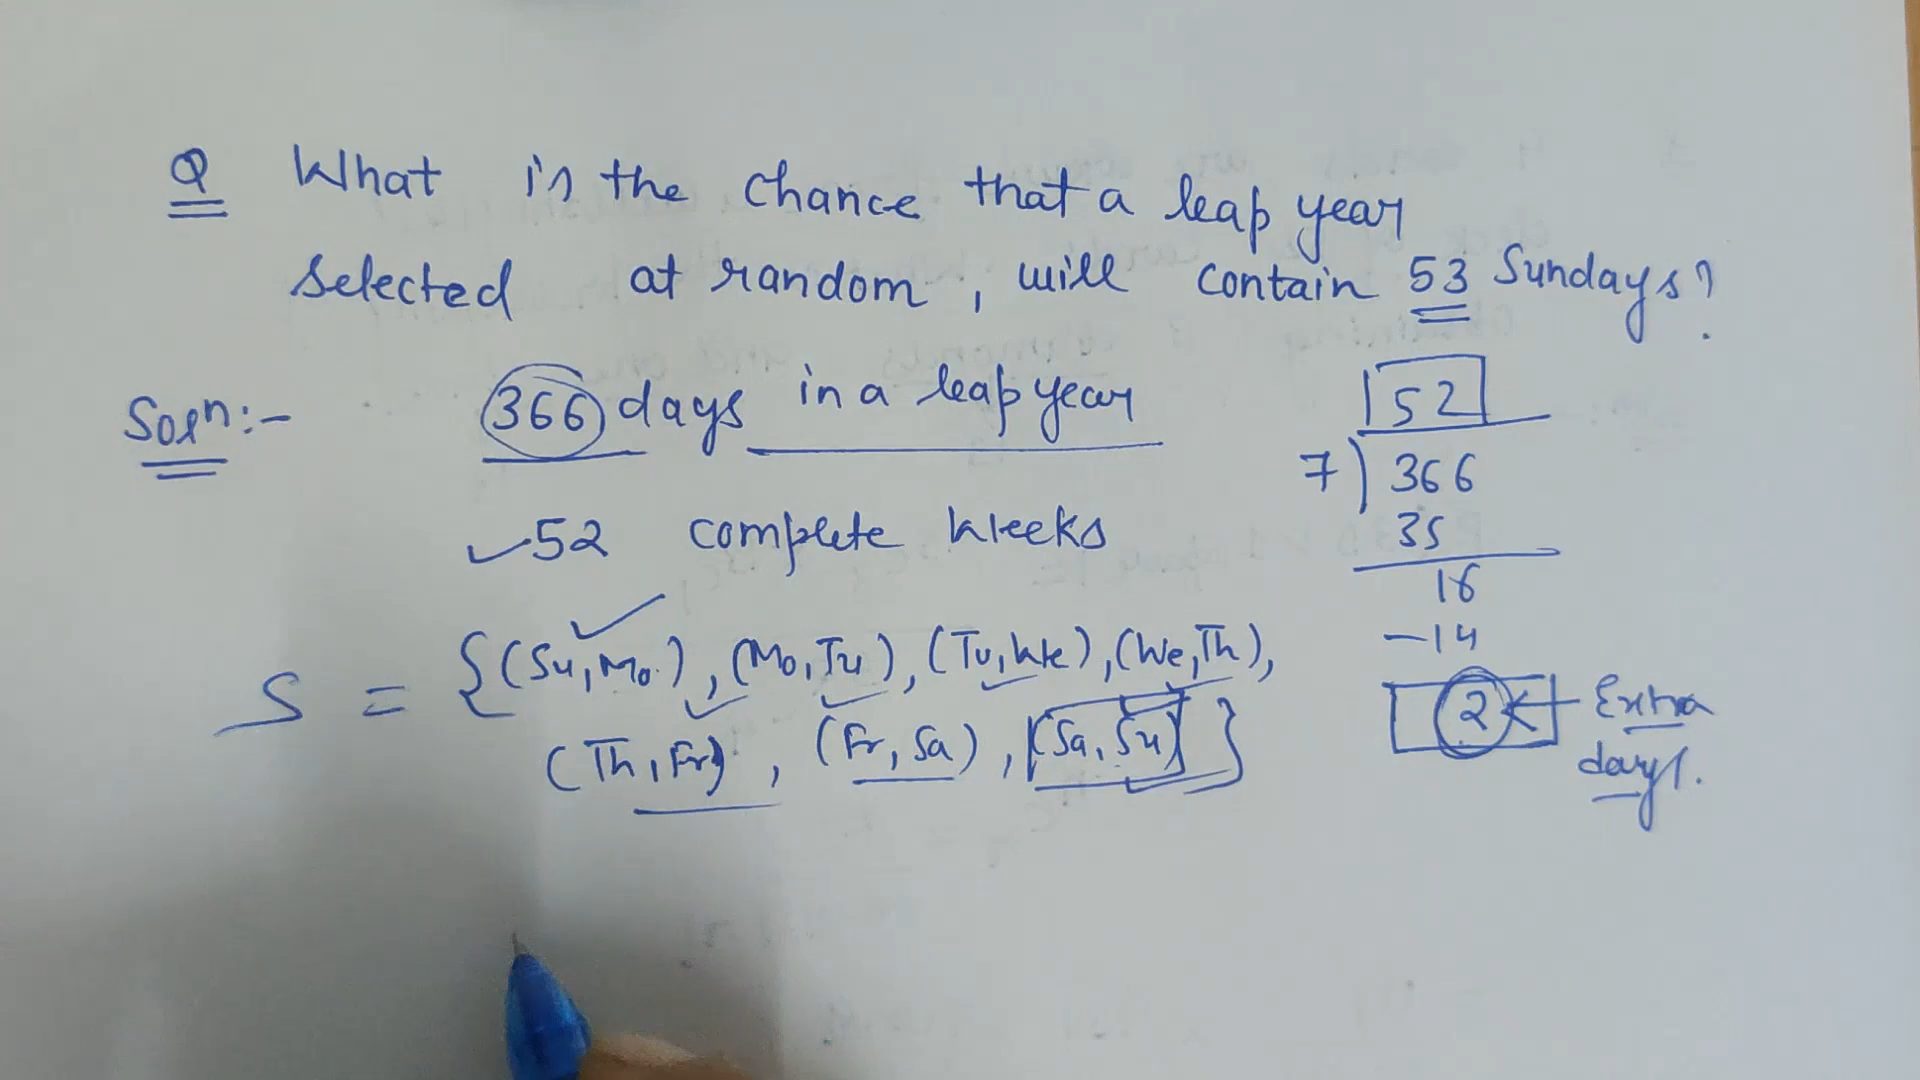 Q What is the chance that a leap year
selected at random, will contain 53 Sundays?
Soln:- 366 days in a leap year
52 complete weeks
S = {(Su, Mo), (Mo, Tu), (Tu, We), (We, Th),
(Th, Fr), (Fr, Sa), (Sa, Su)}
52
7) 366
35
16
-14
2 ← Extra
days.